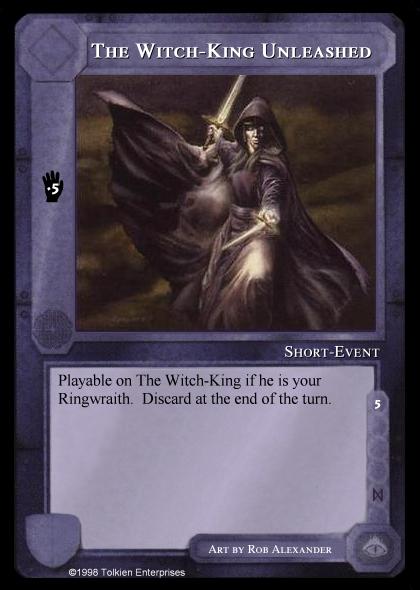 The Witch-King Unleashed
+5
Short-Event
Playable on The Witch-King if he is your
Ringwraith. Discard at the end of the turn.
5
ᛞ
Art by Rob Alexander
©1998 Tolkien Enterprises